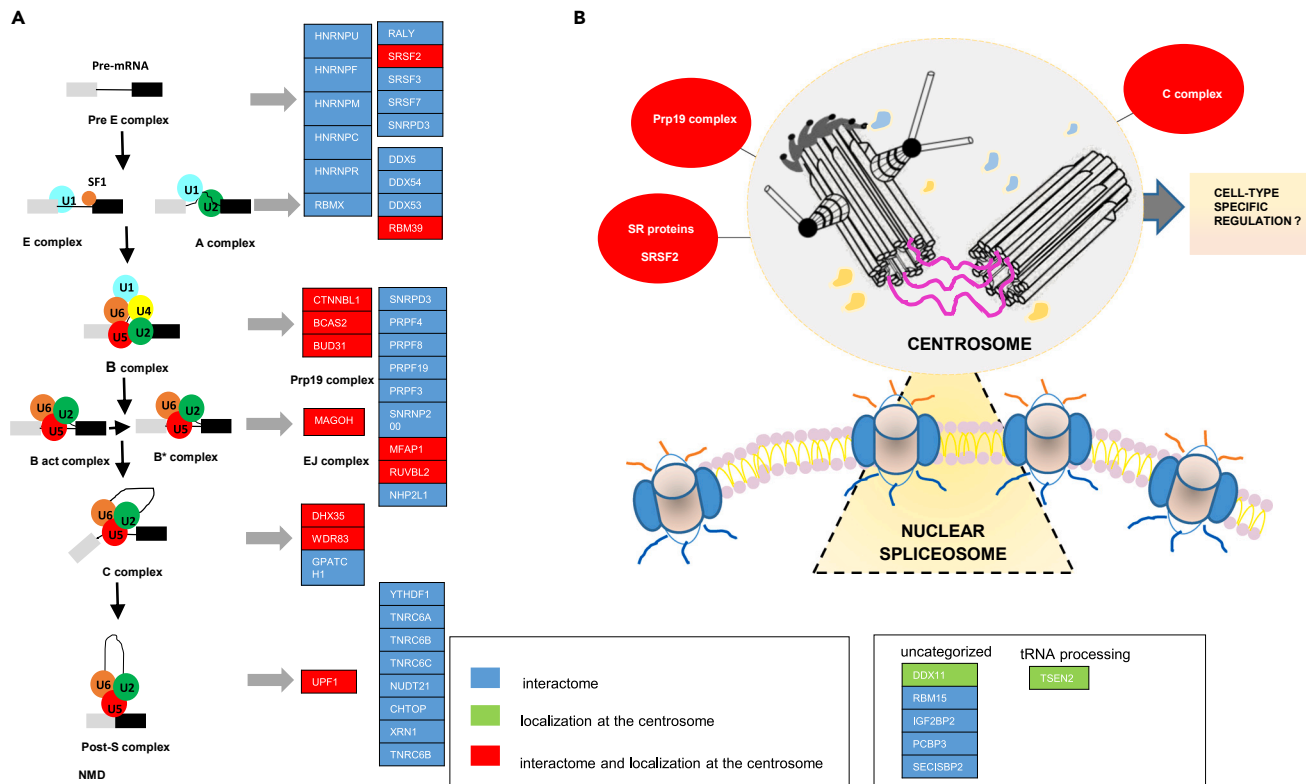 A
Pre-mRNA
Pre E complex
SF1
U1
E complex
U1
U2
A complex
U1
U6
U4
U5
U2
B complex
U6
U2
U5
B act complex
U6
U2
U5
B* complex
U6
U2
U5
C complex
U6
U2
U5
Post-S complex
NMD
HNRNPU
HNRNPF
HNRNPM
HNRNPC
HNRNPR
RBMX
RALY
SRSF2
SRSF3
SRSF7
SNRPD3
DDX5
DDX54
DDX53
RBM39
CTNNBL1
BCAS2
BUD31
Prp19 complex
MAGOH
EJ complex
SNRPD3
PRPF4
PRPF8
PRPF19
PRPF3
SNRNP2
00
MFAP1
RUVBL2
NHP2L1
DHX35
WDR83
GPATC
H1
UPF1
YTHDF1
TNRC6A
TNRC6B
TNRC6C
NUDT21
CHTOP
XRN1
TNRC6B
interactome
localization at the centrosome
interactome and localization at the centrosome
B
Prp19 complex
SR proteins
SRSF2
C complex
CELL-TYPE
SPECIFIC
REGULATION ?
CENTROSOME
NUCLEAR
SPLICEOSOME
uncategorized
DDX11
RBM15
IGF2BP2
PCBP3
SECISBP2
tRNA processing
TSEN2